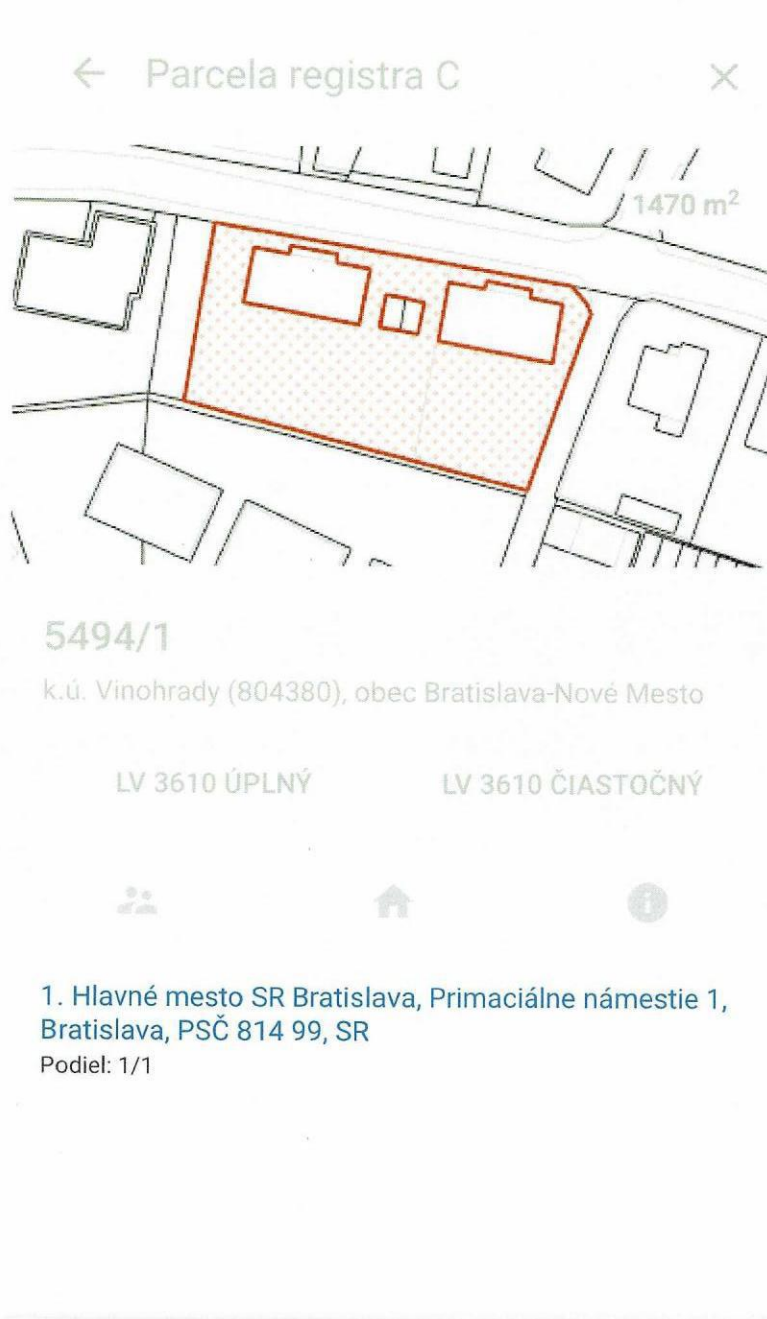 Parcela registra C
1470 m²
5494/1
k.ú. Vinohrady (804380), obec Bratislava-Nové Mesto
LV 3610 ÚPLNÝ
LV 3610 ČIASTOČNÝ
1. Hlavné mesto SR Bratislava, Primaciálne námestie 1,
Bratislava, PSČ 814 99, SR
Podiel: 1/1